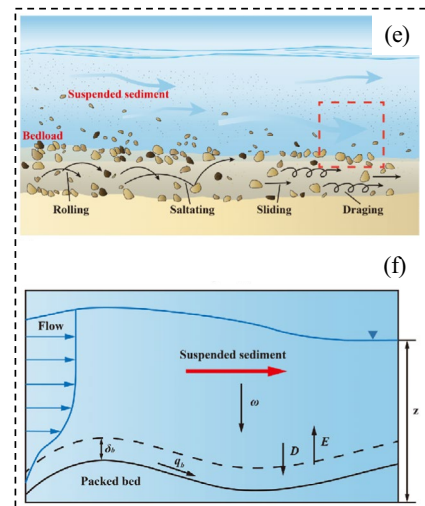 (e)
Suspended sediment
Bedload
Rolling
Saltating
Sliding
Draging
(f)
Flow
Suspended sediment
ω
z
δb
qb
D
E
Packed bed